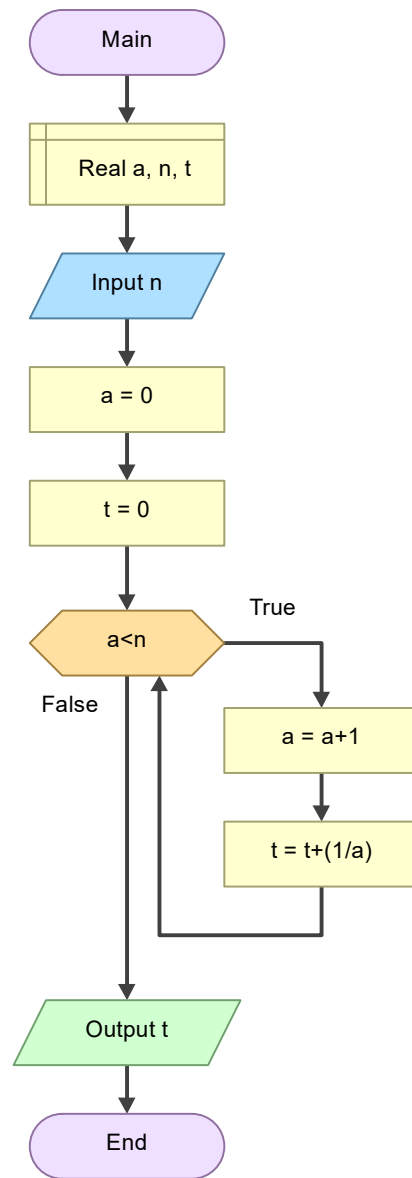 Main
Real a, n, t
Input n
a = 0
t = 0
a<n
True
False
a = a+1
t = t+(1/a)
Output t
End